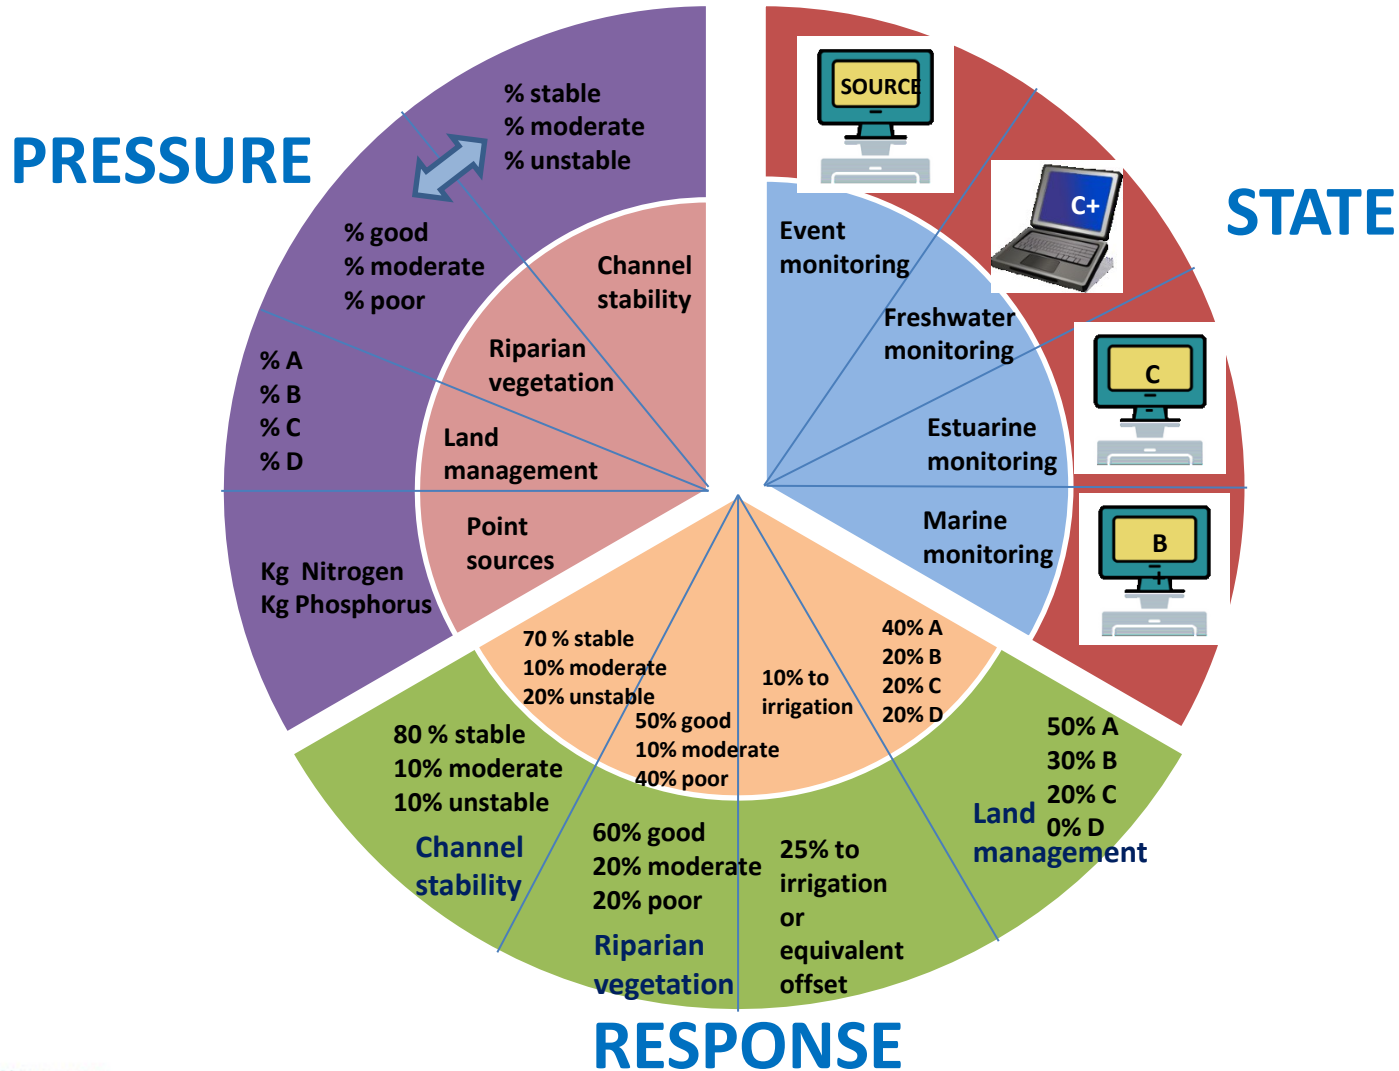 PRESSURE
% stable
% moderate
% unstable
% good
% moderate
% poor
% A
% B
% C
% D
Kg Nitrogen
Kg Phosphorus
Channel
stability
Riparian
vegetation
Land
management
Point
sources
STATE
SOURCE
C+
C
B
+
Event
monitoring
Freshwater
monitoring
Estuarine
monitoring
Marine
monitoring
70 % stable
10% moderate
20% unstable
50% good
10% moderate
40% poor
10% to
irrigation
40% A
20% B
20% C
20% D
80 % stable
10% moderate
10% unstable
Channel
stability
60% good
20% moderate
20% poor
Riparian
vegetation
25% to
irrigation
or
equivalent
offset
50% A
30% B
20% C
0% D
Land
management
RESPONSE